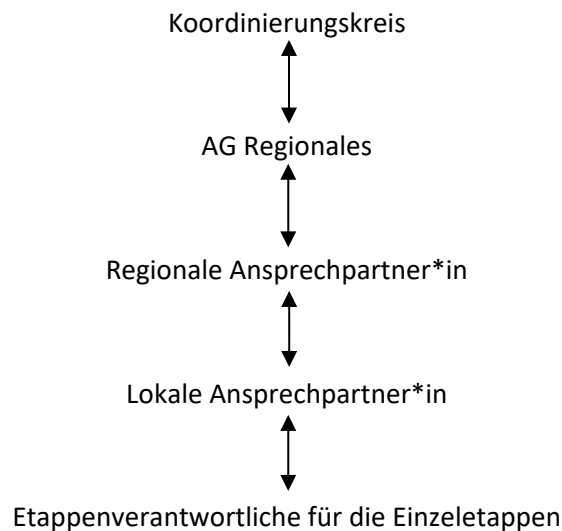 Koordinierungskreis
AG Regionales
Regionale Ansprechpartner*in
Lokale Ansprechpartner*in
Etappenverantwortliche für die Einzeletappen